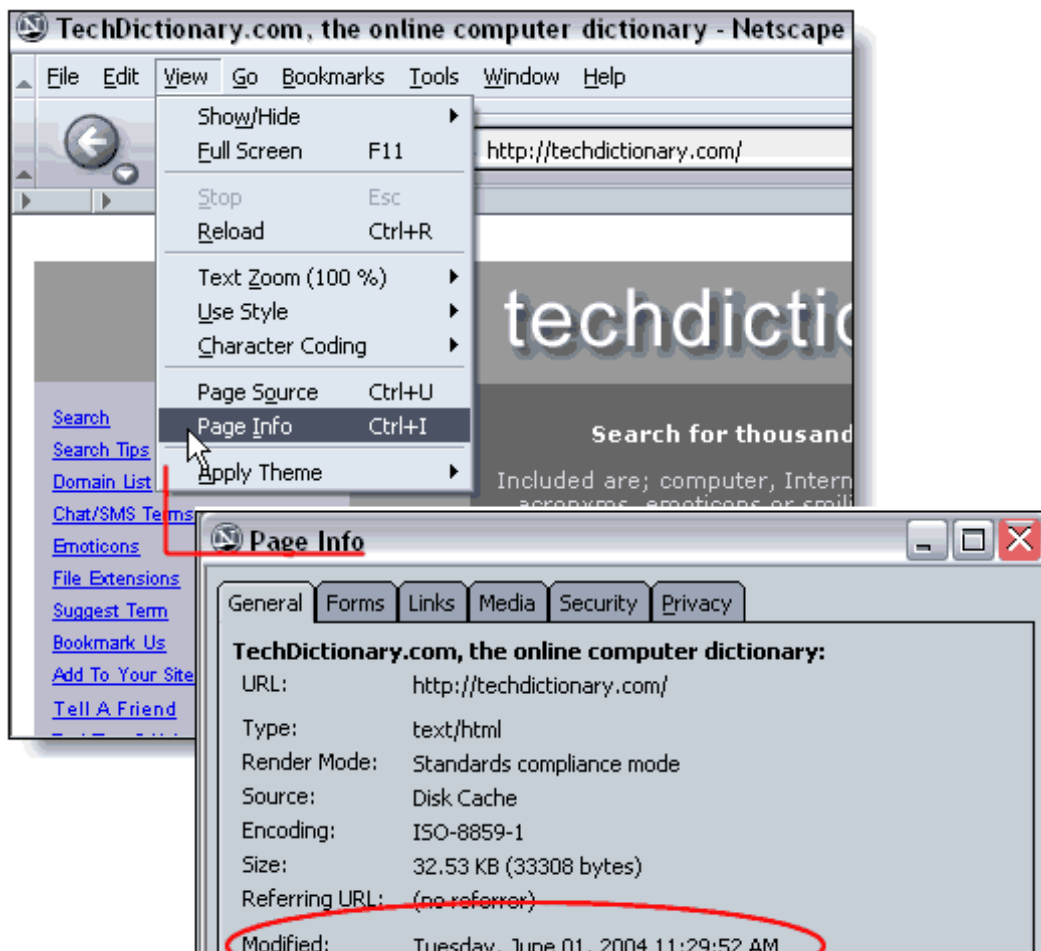 TechDictionary.com, the online computer dictionary - Netscape
File Edit View Go Bookmarks Tools Window Help
Show/Hide
Full Screen F11
http://techdictionary.com/
Stop Esc
Reload Ctrl+R
Text Zoom (100 %)
Use Style
Character Coding
Page Source Ctrl+U
Page Info Ctrl+I
Apply Theme
techdictio
Search for thousand
Included are; computer, Intern
acronyms, emoticons or smili
Search
Search Tips
Domain List
Chat/SMS Terms
Emoticons
File Extensions
Suggest Term
Bookmark Us
Add To Your Site
Tell A Friend
Page Info
General Forms Links Media Security Privacy
TechDictionary.com, the online computer dictionary:
URL: http://techdictionary.com/
Type: text/html
Render Mode: Standards compliance mode
Source: Disk Cache
Encoding: ISO-8859-1
Size: 32.53 KB (33308 bytes)
Referring URL: (no referrer)
Modified: Tuesday, June 01, 2004 11:29:52 AM